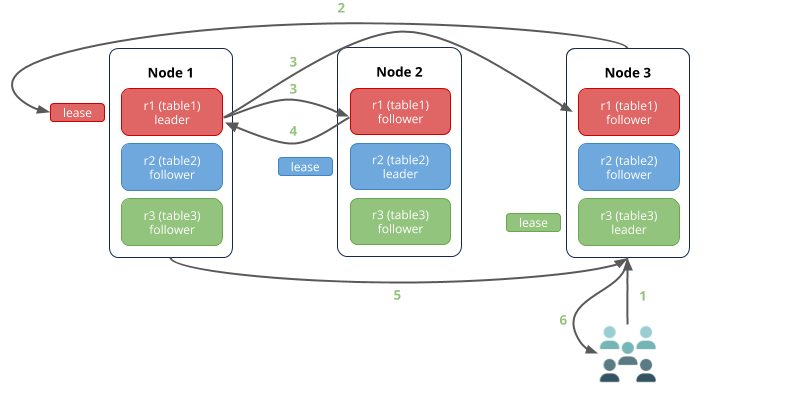 2
Node 1
Node 2
Node 3
3
3
4
lease
r1 (table1)
leader
r1 (table1)
follower
r1 (table1)
follower
r2 (table2)
follower
lease
r2 (table2)
leader
r2 (table2)
follower
r3 (table3)
follower
r3 (table3)
follower
lease
r3 (table3)
leader
5
1
6